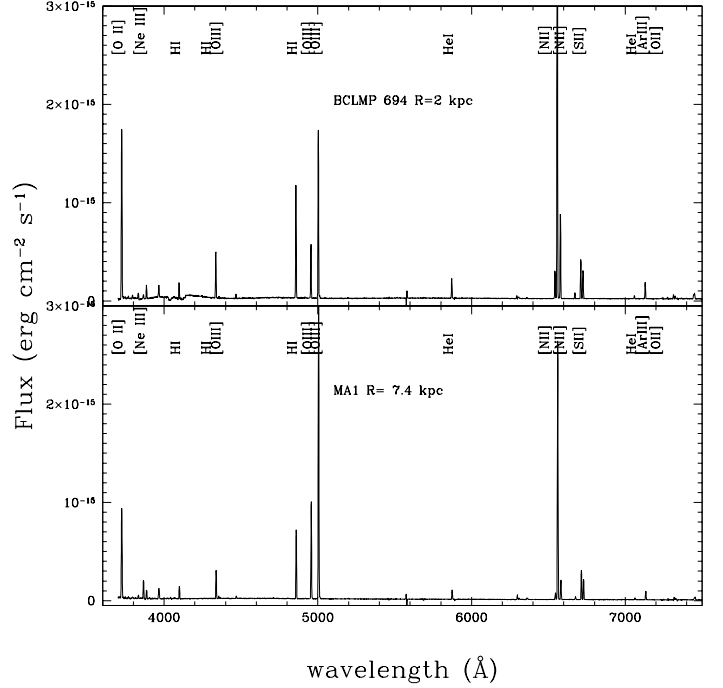 3×10⁻¹⁵
[O II] [Ne III] HI HI [OIII] HI [OIII] [OIII] HeI [NII] [NII] [SII] HeI [ArIII] [OII]
BCLMP 694 R=2 kpc
2×10⁻¹⁵
10⁻¹⁵
0
3×10⁻¹⁵
[O II] [Ne III] HI HI [OIII] HI [OIII] [OIII] HeI [NII] [NII] [SII] HeI [ArIII] [OII]
MA1 R= 7.4 kpc
2×10⁻¹⁵
10⁻¹⁵
0
4000 5000 6000 7000
Flux (erg cm⁻² s⁻¹)
wavelength (Å)